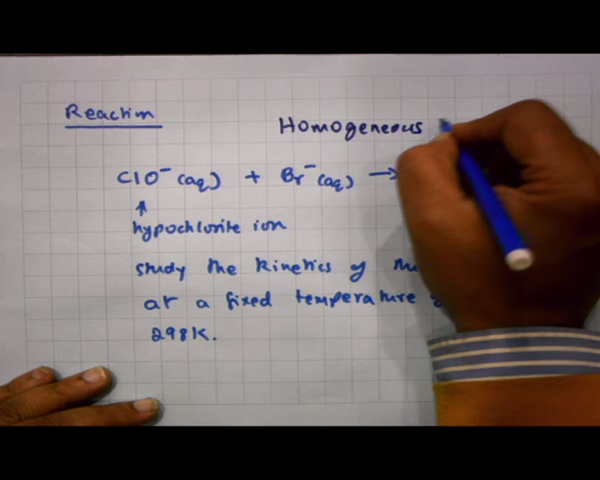 Reaction
Homogeneous
ClO⁻(aq) + Br⁻(aq) →
↑
hypochlorite ion
study the kinetics of
at a fixed temperature
298K.